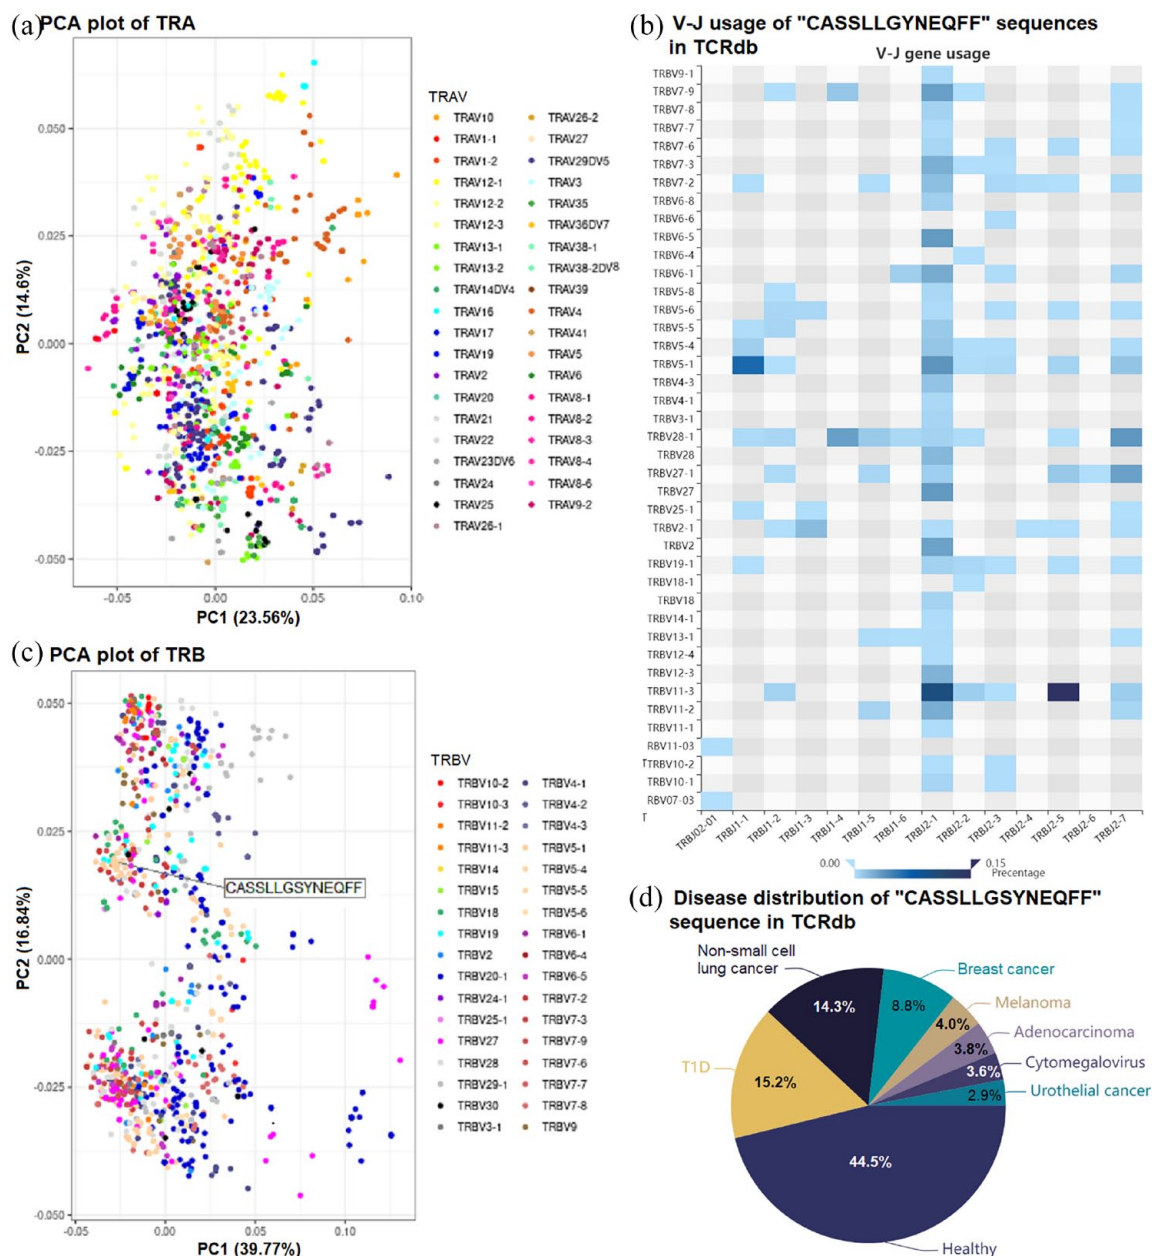 (a) PCA plot of TRA
0.050
0.025
0.000
-0.025
-0.050
-0.05
0.00
0.05
0.10
PC1 (23.56%)
PC2 (14.6%)
TRAV
TRAV10
TRAV1-1
TRAV1-2
TRAV12-1
TRAV12-2
TRAV12-3
TRAV13-1
TRAV13-2
TRAV14DV4
TRAV16
TRAV17
TRAV19
TRAV2
TRAV20
TRAV21
TRAV22
TRAV23DV6
TRAV24
TRAV25
TRAV26-1
TRAV26-2
TRAV27
TRAV29DV5
TRAV3
TRAV35
TRAV36DV7
TRAV38-1
TRAV38-2DV8
TRAV39
TRAV4
TRAV41
TRAV5
TRAV6
TRAV8-1
TRAV8-2
TRAV8-3
TRAV8-4
TRAV8-6
TRAV9-2
(b) V-J usage of "CASSLLGYNEQFF" sequences
in TCRdb
V-J gene usage
TRBV9-1
TRBV7-9
TRBV7-8
TRBV7-7
TRBV7-6
TRBV7-3
TRBV7-2
TRBV6-8
TRBV6-6
TRBV6-5
TRBV6-4
TRBV6-1
TRBV5-8
TRBV5-6
TRBV5-5
TRBV5-4
TRBV5-1
TRBV4-3
TRBV4-1
TRBV3-1
TRBV28-1
TRBV28
TRBV27-1
TRBV27
TRBV25-1
TRBV2-1
TRBV2
TRBV19-1
TRBV18-1
TRBV18
TRBV14-1
TRBV13-1
TRBV12-4
TRBV12-3
TRBV11-3
TRBV11-2
TRBV11-1
RBV11-03
TRBV10-2
TRBV10-1
RBV07-03
T
TRBJ02-01
TRBJ1-1
TRBJ1-2
TRBJ1-3
TRBJ1-4
TRBJ1-5
TRBJ1-6
TRBJ2-1
TRBJ2-2
TRBJ2-3
TRBJ2-4
TRBJ2-5
TRBJ2-6
TRBJ2-7
0.00
0.15
Percentage
(c) PCA plot of TRB
0.050
0.025
0.000
-0.025
-0.050
-0.05
0.00
0.05
0.10
PC1 (39.77%)
PC2 (16.84%)
CASSLLGSYNEQFF
TRBV
TRBV10-2
TRBV10-3
TRBV11-2
TRBV11-3
TRBV14
TRBV15
TRBV18
TRBV19
TRBV2
TRBV20-1
TRBV24-1
TRBV25-1
TRBV27
TRBV28
TRBV29-1
TRBV30
TRBV3-1
TRBV4-1
TRBV4-2
TRBV4-3
TRBV5-1
TRBV5-4
TRBV5-5
TRBV5-6
TRBV6-1
TRBV6-4
TRBV6-5
TRBV7-2
TRBV7-3
TRBV7-9
TRBV7-6
TRBV7-7
TRBV7-8
TRBV9
(d) Disease distribution of "CASSLLGSYNEQFF"
sequence in TCRdb
Non-small cell
lung cancer
14.3%
Breast cancer
8.8%
Melanoma
4.0%
Adenocarcinoma
3.8%
Cytomegalovirus
3.6%
Urothelial cancer
2.9%
T1D
15.2%
44.5%
Healthy